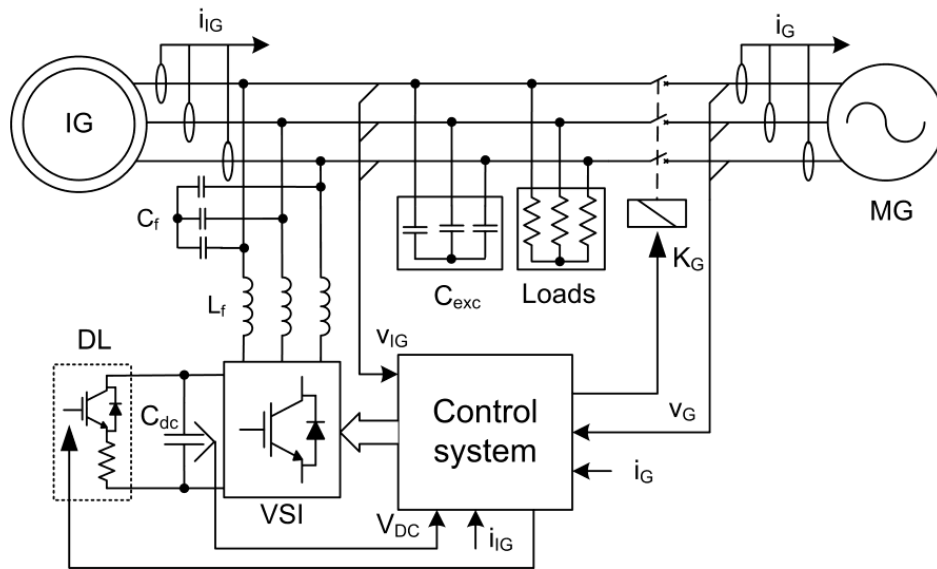 i_IG
i_G
IG
MG
C_f
L_f
C_exc
Loads
K_G
DL
v_IG
C_dc
Control
system
v_G
i_G
VSI
V_DC
i_IG